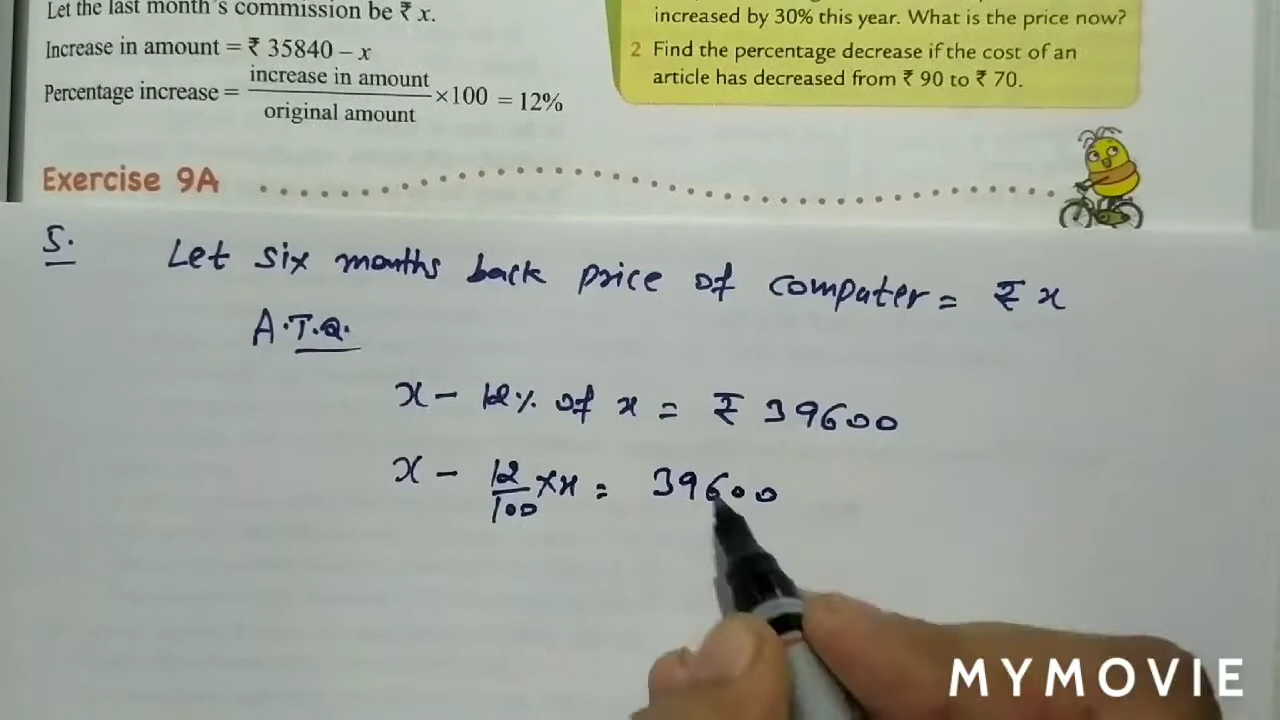 Let the last month's commission be ₹ x.
Increase in amount = ₹ 35840 – x
Percentage increase = increase in amount / original amount ×100 = 12%
increased by 30% this year. What is the price now?
2 Find the percentage decrease if the cost of an
article has decreased from ₹ 90 to ₹ 70.
Exercise 9A
5. Let six months back price of computer = ₹ x
A.T.Q.
x – 12% of x = ₹ 39600
x – 12/100 × x = 39600
MYMOVIE